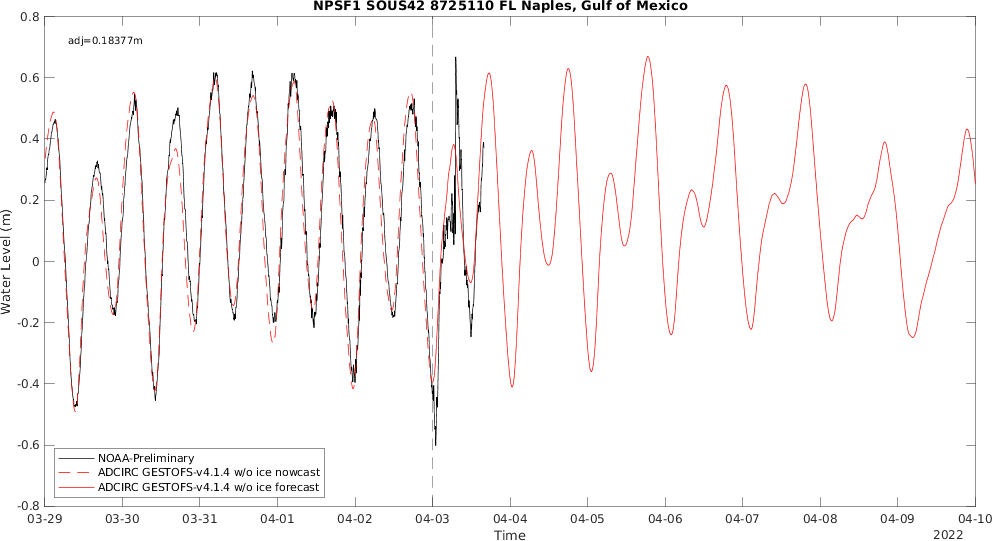 NPSF1 SOUS42 8725110 FL Naples, Gulf of Mexico
adj=0.18377m
0.8
0.6
0.4
0.2
0
-0.2
-0.4
-0.6
-0.8
Water Level (m)
NOAA-Preliminary
ADCIRC GESTOFS-v4.1.4 w/o ice nowcast
ADCIRC GESTOFS-v4.1.4 w/o ice forecast
03-29 03-30 03-31 04-01 04-02 04-03 04-04 04-05 04-06 04-07 04-08 04-09 04-10
Time
2022